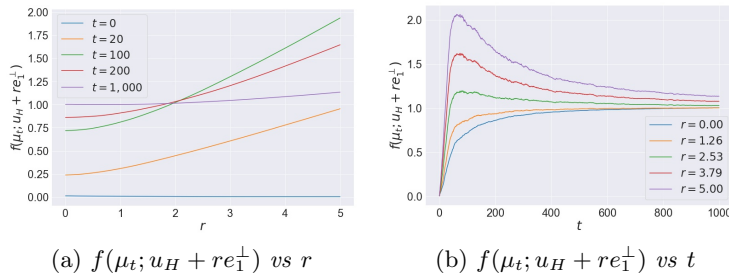 f(μ_t; u_H + re_1^⊥)
2.00
1.75
1.50
1.25
1.00
0.75
0.50
0.25
0.00
t = 0
t = 20
t = 100
t = 200
t = 1,000
0 1 2 3 4 5
r
(a) f(μ_t; u_H + re_1^⊥) vs r
f(μ_t; u_H + re_1^⊥)
2.0
1.5
1.0
0.5
0.0
r = 0.00
r = 1.26
r = 2.53
r = 3.79
r = 5.00
0 200 400 600 800 1000
t
(b) f(μ_t; u_H + re_1^⊥) vs t